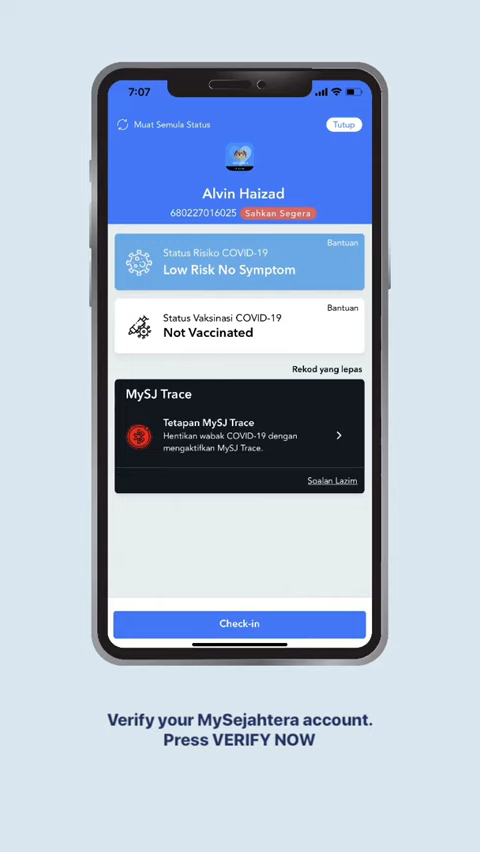 7:07
Muat Semula Status
Tutup
Alvin Haizad
680227016025 Sahkan Segera
Bantuan
Status Risiko COVID-19
Low Risk No Symptom
Bantuan
Status Vaksinasi COVID-19
Not Vaccinated
Rekod yang lepas
MySJ Trace
Tetapan MySJ Trace
Hentikan wabak COVID-19 dengan
mengaktifkan MySJ Trace.
Soalan Lazim
Check-in
Verify your MySejahtera account.
Press VERIFY NOW